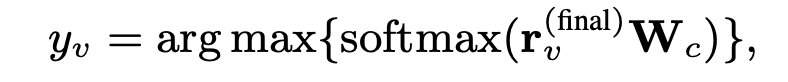 y_v = arg max{softmax(r_v^{(final)} W_c)},